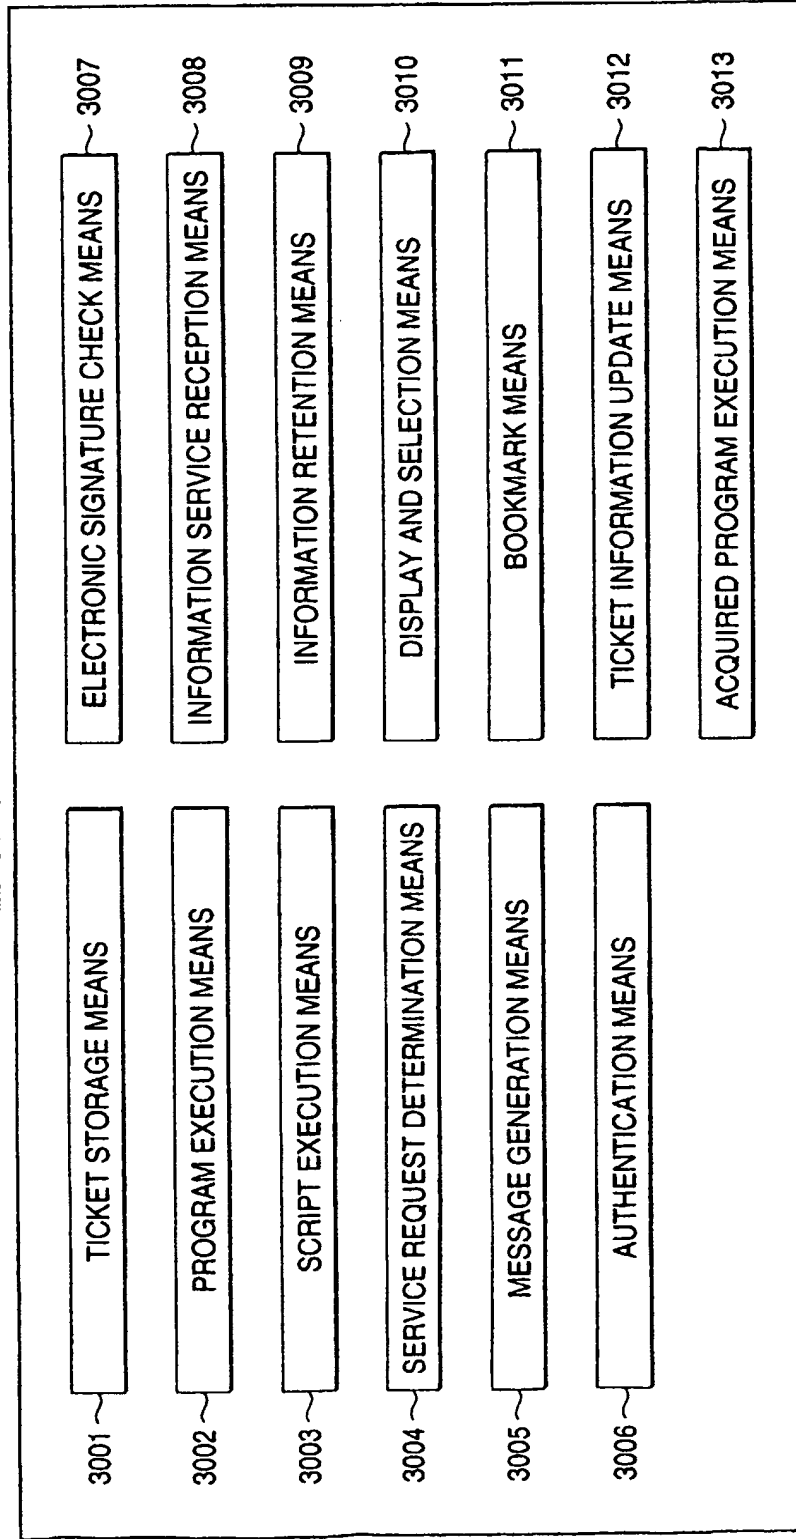 3001 TICKET STORAGE MEANS
3002 PROGRAM EXECUTION MEANS
3003 SCRIPT EXECUTION MEANS
3004 SERVICE REQUEST DETERMINATION MEANS
3005 MESSAGE GENERATION MEANS
3006 AUTHENTICATION MEANS
ELECTRONIC SIGNATURE CHECK MEANS 3007
INFORMATION SERVICE RECEPTION MEANS 3008
INFORMATION RETENTION MEANS 3009
DISPLAY AND SELECTION MEANS 3010
BOOKMARK MEANS 3011
TICKET INFORMATION UPDATE MEANS 3012
ACQUIRED PROGRAM EXECUTION MEANS 3013